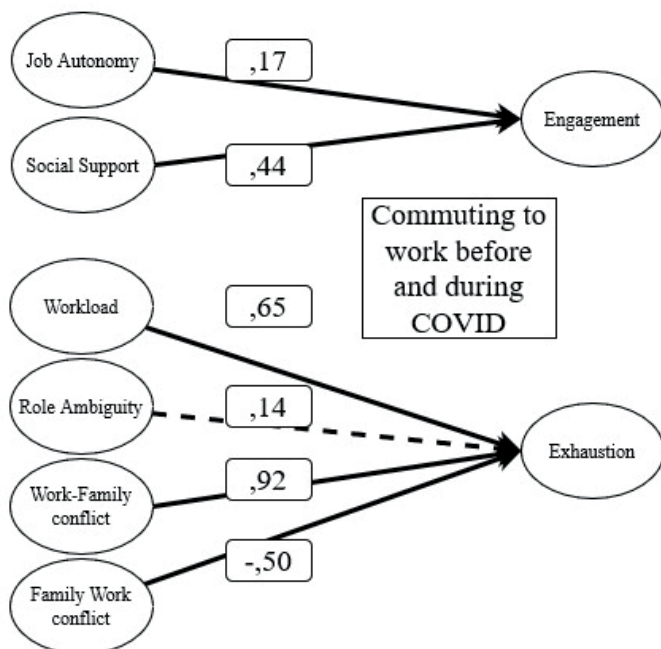 Job Autonomy
,17
Engagement
Social Support
,44
Commuting to
work before
and during
COVID
Workload
,65
Role Ambiguity
,14
Exhaustion
Work-Family
conflict
,92
Family Work
conflict
-,50